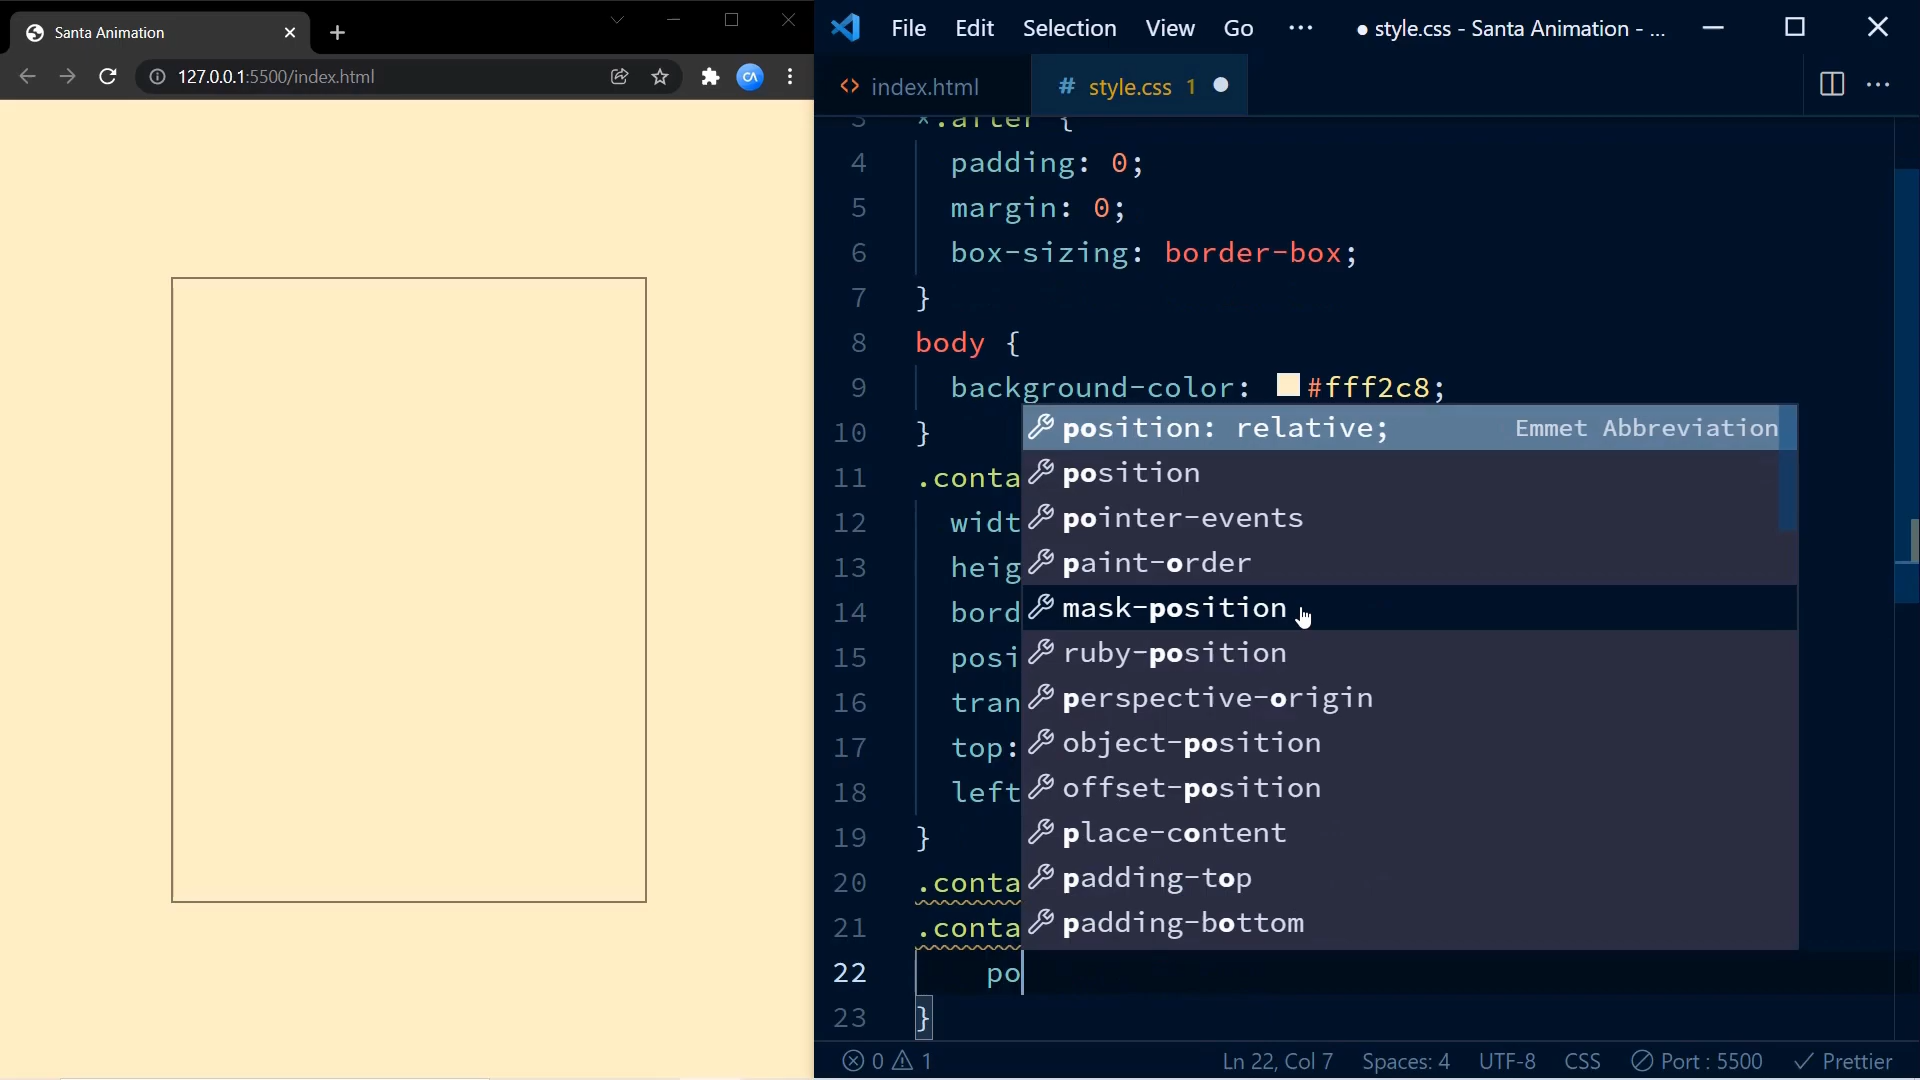 Santa Animation
127.0.0.1:5500/index.html
CA
File Edit Selection View Go ··· ● style.css - Santa Animation - ...
index.html
# style.css 1
3 *:after {
4 padding: 0;
5 margin: 0;
6 box-sizing: border-box;
7 }
8 body {
9 background-color: #fff2c8;
10 }
11 .conta
12 widt
13 heig
14 bord
15 posi
16 tran
17 top:
18 left
19 }
20 .conta
21 .conta
22 po
23 }
position: relative; Emmet Abbreviation
position
pointer-events
paint-order
mask-position
ruby-position
perspective-origin
object-position
offset-position
place-content
padding-top
padding-bottom
0 1 Ln 22, Col 7 Spaces: 4 UTF-8 CSS Port : 5500 Prettier